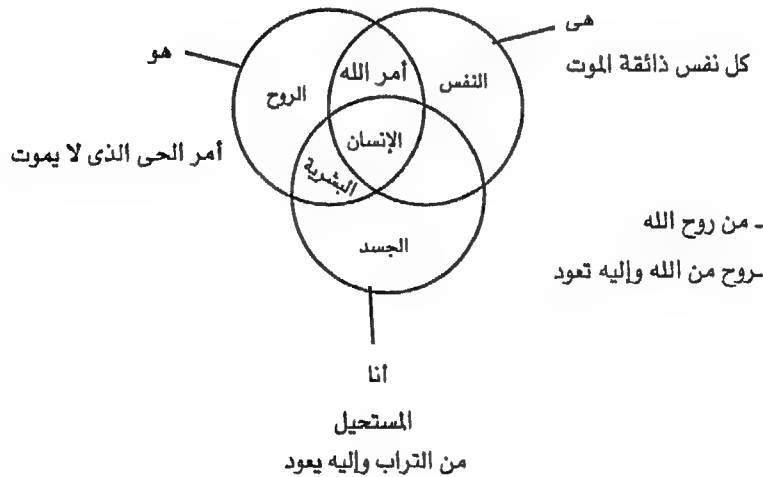 هى
كل نفس ذائقة الموت
هو
أمر الله
النفس
الروح
الإنسان
البشرية
أمر الحى الذى لا يموت
الجسد
ـ من روح الله
ـروح من الله وإليه تعود
أنا
المستحيل
من التراب وإليه يعود